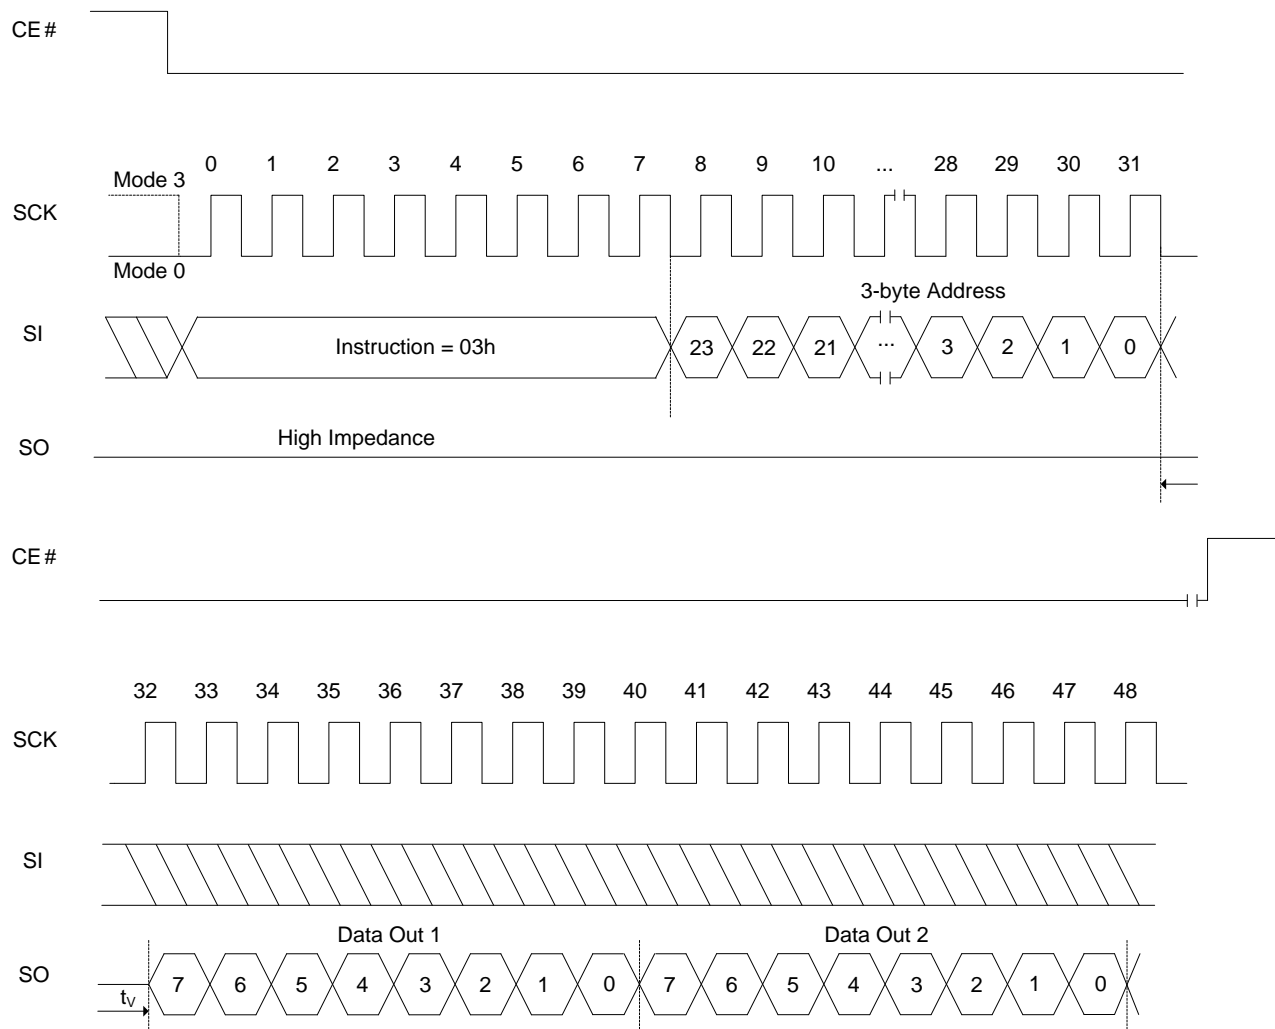 CE#
0 1 2 3 4 5 6 7 8 9 10 ... 28 29 30 31
Mode 3
SCK
Mode 0
3-byte Address
SI
Instruction = 03h 23 22 21 ... 3 2 1 0
High Impedance
SO
CE#
32 33 34 35 36 37 38 39 40 41 42 43 44 45 46 47 48
SCK
SI
Data Out 1 Data Out 2
SO 7 6 5 4 3 2 1 0 7 6 5 4 3 2 1 0
tV